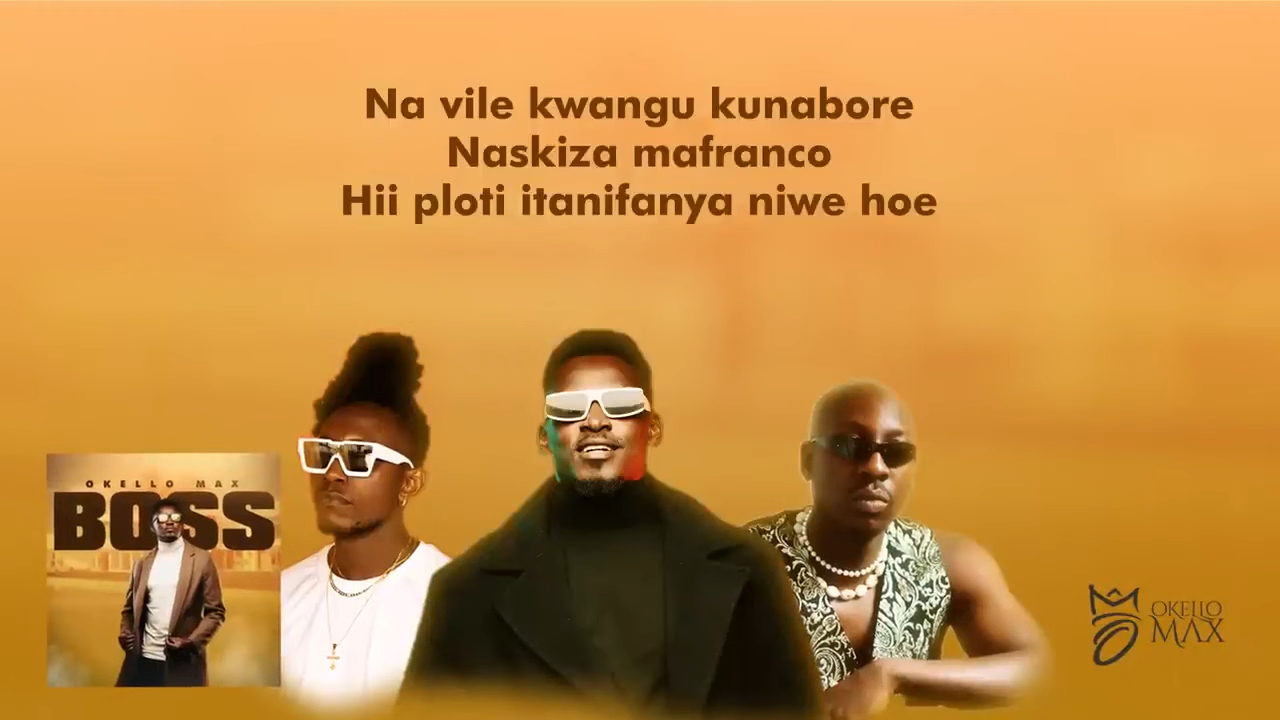 Na vile kwangu kunabore
Naskiza mafranco
Hii ploti itanifanya niwe hoe
OKELLO MAX
BOSS
OKELLO
MAX